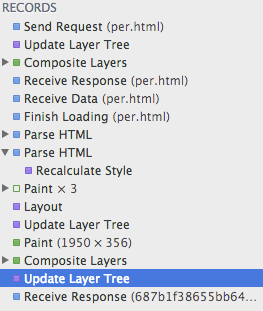 RECORDS
Send Request (per.html)
Update Layer Tree
Composite Layers
Receive Response (per.html)
Receive Data (per.html)
Finish Loading (per.html)
Parse HTML
Parse HTML
Recalculate Style
Paint × 3
Layout
Update Layer Tree
Paint (1950 × 356)
Composite Layers
Update Layer Tree
Receive Response (687b1f38655bb64...